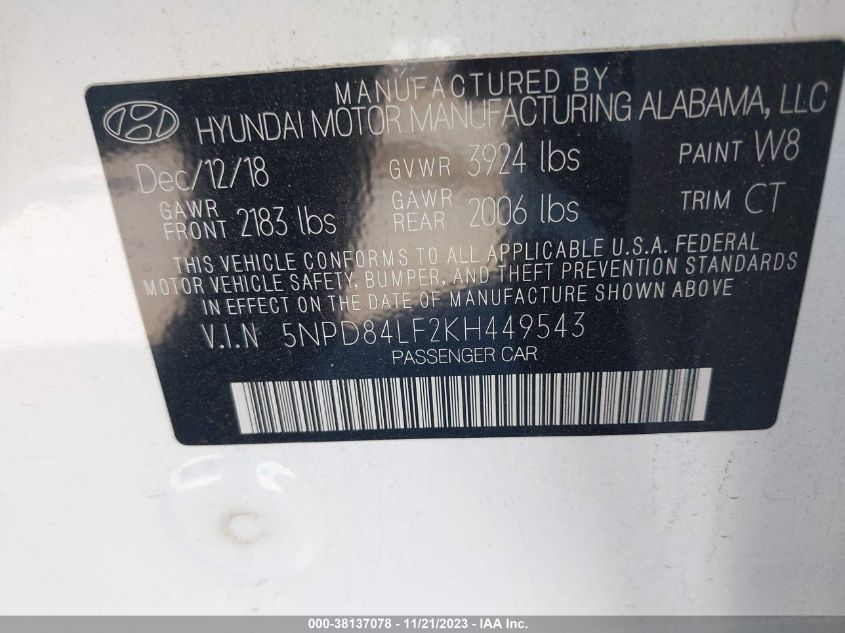 MANUFACTURED BY
HYUNDAI MOTOR MANUFACTURING ALABAMA, LLC
Dec/12/18 GVWR 3924 lbs PAINT W8
GAWR FRONT 2183 lbs GAWR REAR 2006 lbs TRIM CT
THIS VEHICLE CONFORMS TO ALL APPLICABLE U.S.A. FEDERAL
MOTOR VEHICLE SAFETY, BUMPER, AND THEFT PREVENTION STANDARDS
IN EFFECT ON THE DATE OF MANUFACTURE SHOWN ABOVE.
V.I.N 5NPD84LF2KH449543
PASSENGER CAR
000-38137078 - 11/21/2023 - 000-38137078